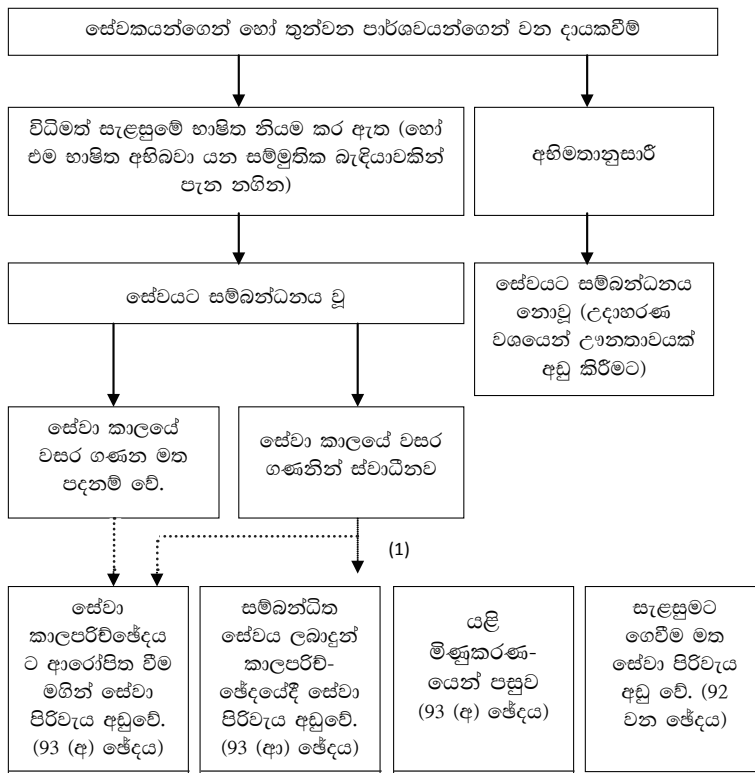 සේවකයන්ගෙන් හෝ තුන්වන පාර්ශවයන්ගෙන් වන දායකවීම්
විධිමත් සැළසුමේ භාෂිත නියම කර ඇත (හෝ
එම භාෂිත අභිබවා යන සම්මුතික බැඳියාවකින්
පැන නගින)
අභිමතානුසාරී
සේවයට සම්බන්ධනය වූ
සේවයට සම්බන්ධනය
නොවූ (උදාහරණ
වශයෙන් ඌනතාවයක්
අඩු කිරීමට)
සේවා කාලයේ
වසර ගණන මත
පදනම් වේ.
සේවා කාලයේ වසර
ගණනින් ස්වාධීනව
(1)
සේවා
කාලපරිච්ඡේදය
ට ආරෝපිත වීම
මගින් සේවා
පිරිවැය අඩුවේ.
(93 (අ) ඡේදය)
සම්බන්ධිත
සේවය ලබාදුන්
කාලපරිච්-
ඡේදයේදී සේවා
පිරිවැය අඩුවේ.
(93 (ආ) ඡේදය)
යළි
මිණුකරණ-
යෙන් පසුව
(93 (අ) ඡේදය)
සැළසුමට
ගෙවීම මත
සේවා පිරිවැය
අඩු වේ. (92
වන ඡේදය)